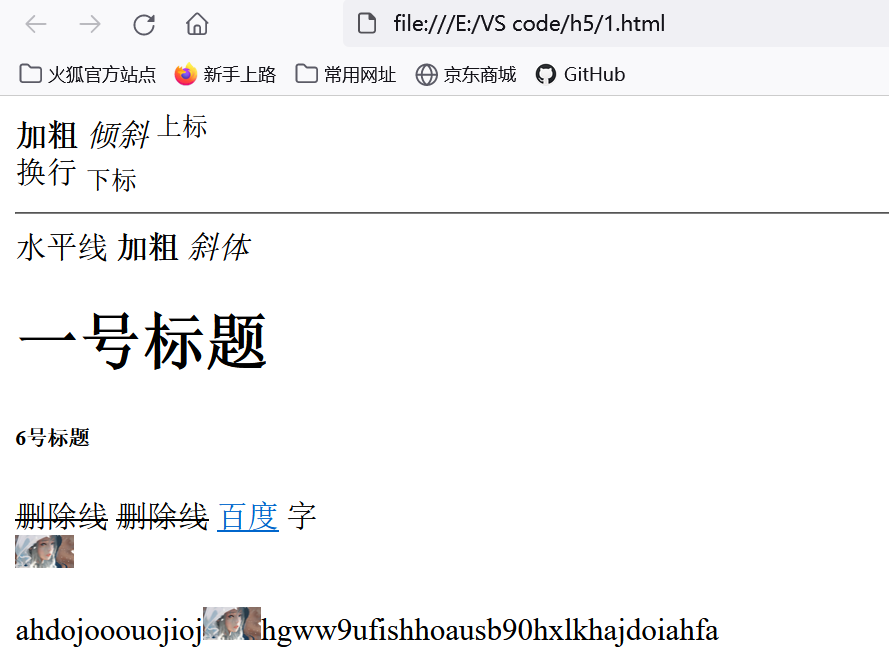 file:///E:/VS code/h5/1.html
火狐官方站点 新手上路 常用网址 京东商城 GitHub
加粗 倾斜 上标
换行 下标
水平线 加粗 斜体
一号标题
6号标题
删除线 删除线 百度 字
ahdojooouojiojhgww9ufishhoausb90hxlkhajdoiahfa